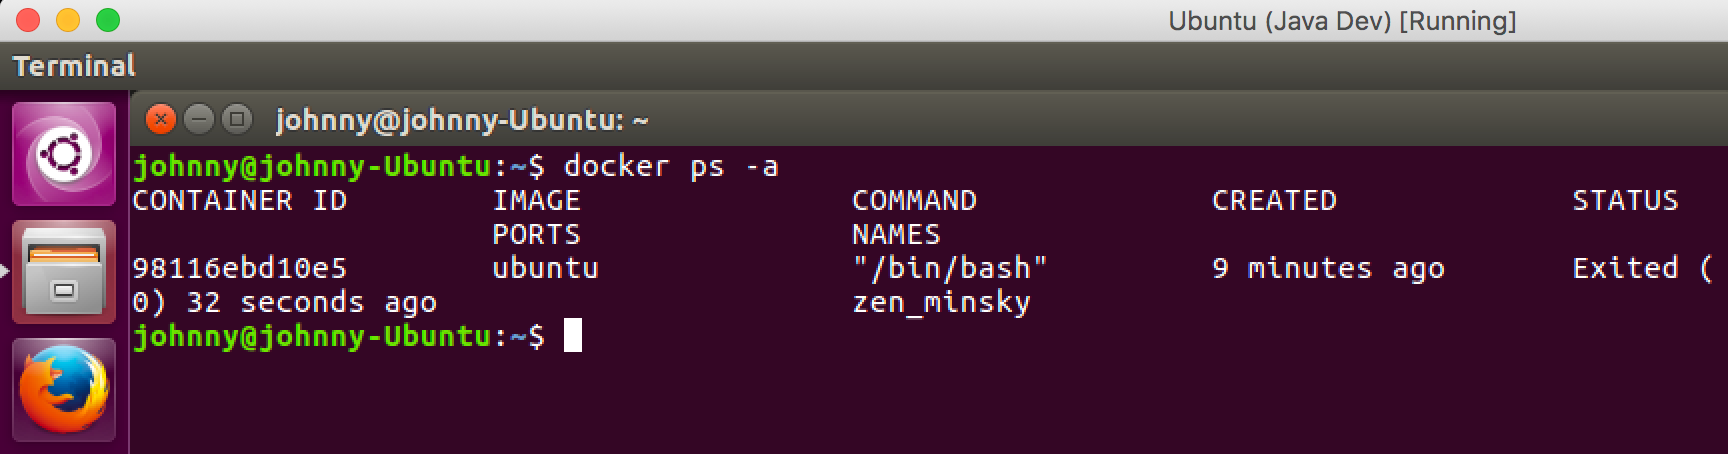 Ubuntu (Java Dev) [Running]
Terminal
johnny@johnny-Ubuntu: ~
johnny@johnny-Ubuntu:~$ docker ps -a
CONTAINER ID IMAGE COMMAND CREATED STATUS
PORTS NAMES
98116ebd10e5 ubuntu "/bin/bash" 9 minutes ago Exited (
0) 32 seconds ago zen_minsky
johnny@johnny-Ubuntu:~$